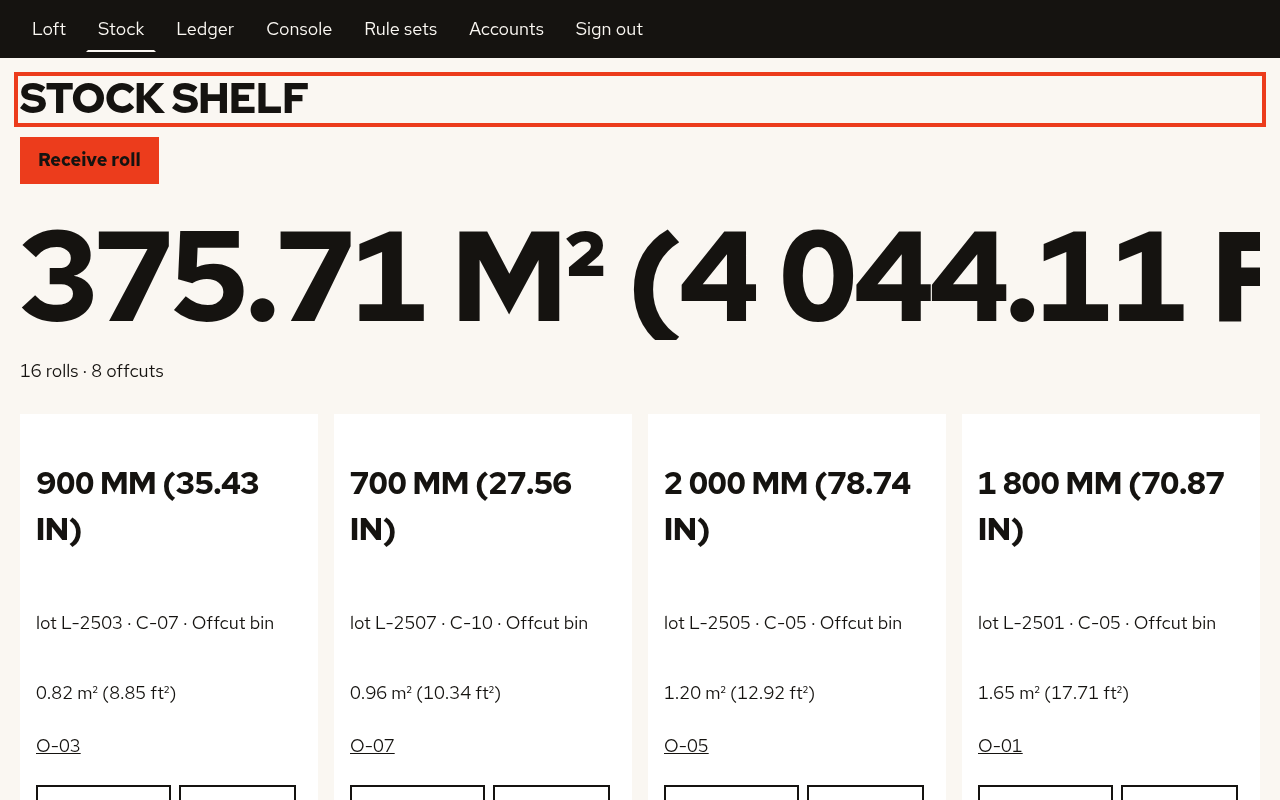 Loft Stock Ledger Console Rule sets Accounts Sign out
STOCK SHELF
Receive roll
375.71 M² (4 044.11 F
16 rolls · 8 offcuts
900 MM (35.43 IN)
lot L-2503 · C-07 · Offcut bin
0.82 m² (8.85 ft²)
O-03
700 MM (27.56 IN)
lot L-2507 · C-10 · Offcut bin
0.96 m² (10.34 ft²)
O-07
2 000 MM (78.74 IN)
lot L-2505 · C-05 · Offcut bin
1.20 m² (12.92 ft²)
O-05
1 800 MM (70.87 IN)
lot L-2501 · C-05 · Offcut bin
1.65 m² (17.71 ft²)
O-01